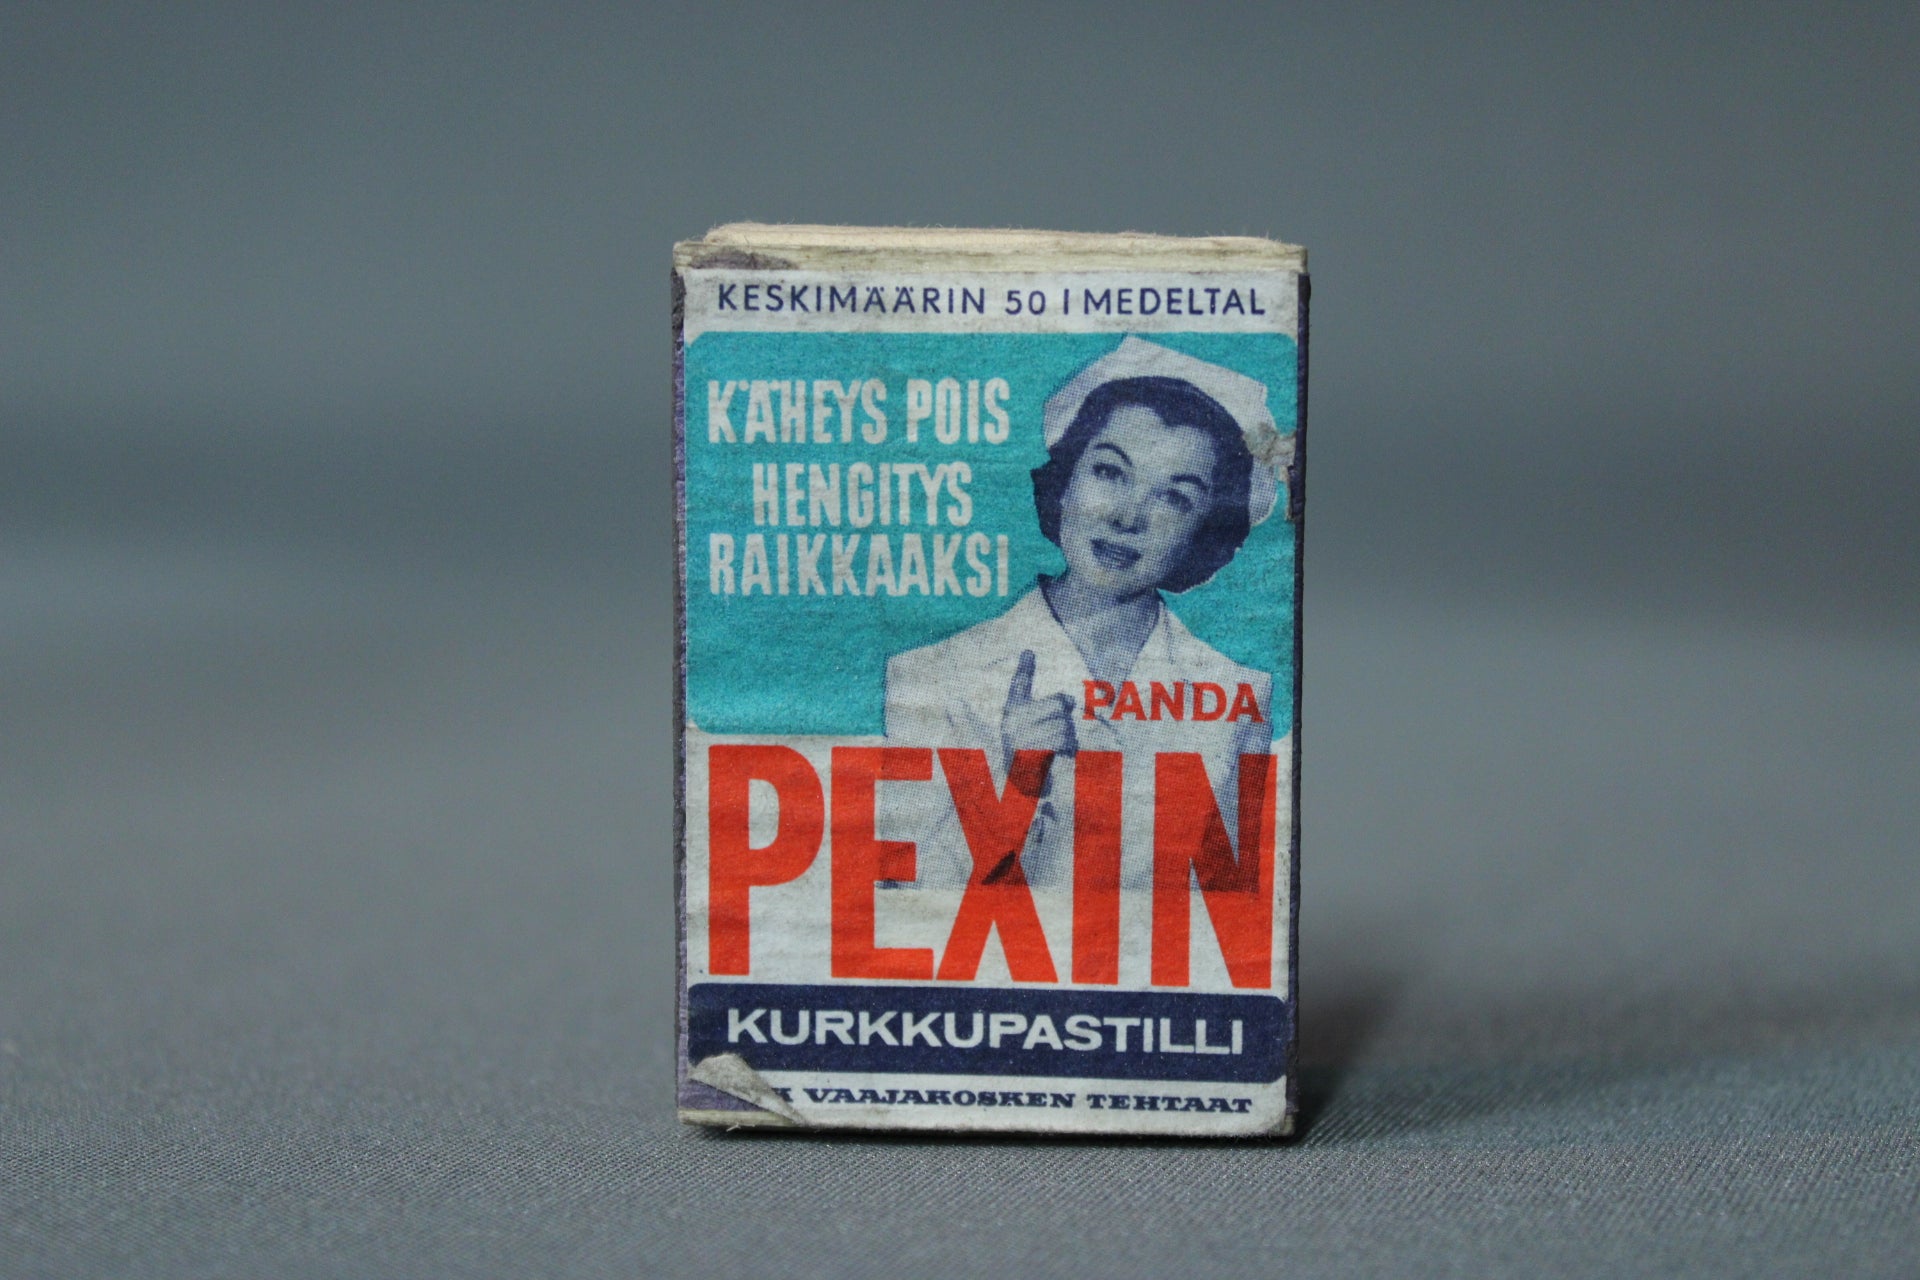 KESKIMÄÄRIN 50 I MEDELTAL
KÄHEYS POIS
HENGITYS
RAIKKAAKSI
PANDA
PEXIN
KURKKUPASTILLI
VAAJAKOSKEN TEHTAAT